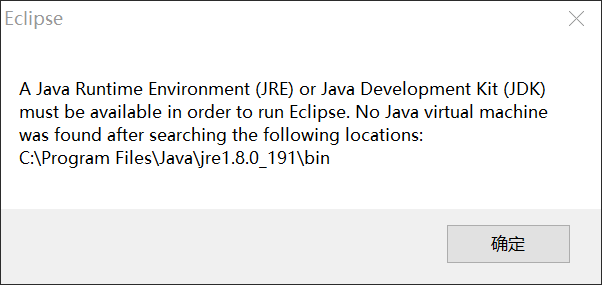 Eclipse
A Java Runtime Environment (JRE) or Java Development Kit (JDK)
must be available in order to run Eclipse. No Java virtual machine
was found after searching the following locations:
C:\Program Files\Java\jre1.8.0_191\bin
确定